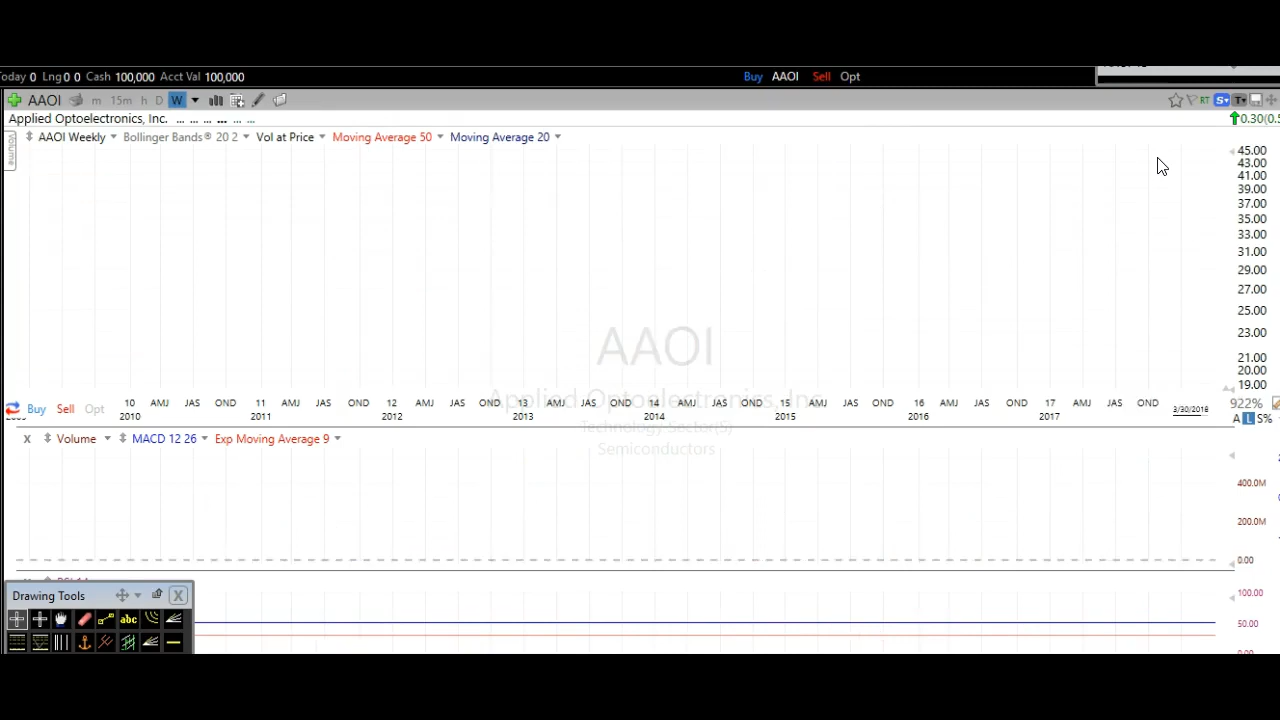 Today 0 Lng 0 0 Cash 100,000 Acct Val 100,000 Buy AAOI Sell Opt
AAOI m 15m h D W RT S T
Applied Optoelectronics, Inc. ... ... ... ... ... 0.30(0.5
AAOI Weekly Bollinger Bands® 20 2 Vol at Price Moving Average 50 Moving Average 20
Volume
45.00
43.00
41.00
39.00
37.00
35.00
33.00
31.00
29.00
27.00
25.00
23.00
21.00
20.00
19.00
AAOI
Applied Optoelectronics, Inc.
Technology Sector(S)
Semiconductors
10 AMJ JAS OND 11 AMJ JAS OND 12 AMJ JAS OND 13 AMJ JAS OND 14 AMJ JAS OND 15 AMJ JAS OND 16 AMJ JAS OND 17 AMJ JAS OND 922%
Buy Sell Opt 2010 2011 2012 2013 2014 2015 2016 2017 3/30/2018 A L S%
X Volume MACD 12 26 Exp Moving Average 9
400.0M
200.0M
0.00
100.00
50.00
0.00
Drawing Tools X
abc